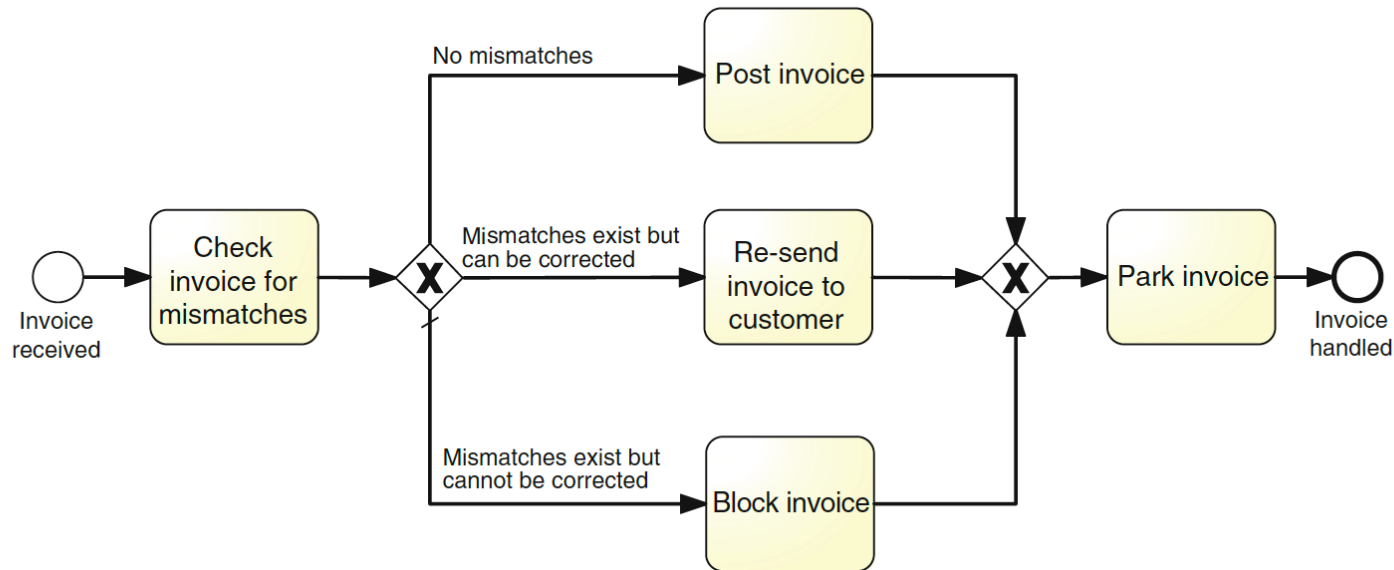 Invoice
received
Check
invoice for
mismatches
X
No mismatches
Mismatches exist but
can be corrected
Mismatches exist but
cannot be corrected
Post invoice
Re-send
invoice to
customer
Block invoice
X
Park invoice
Invoice
handled